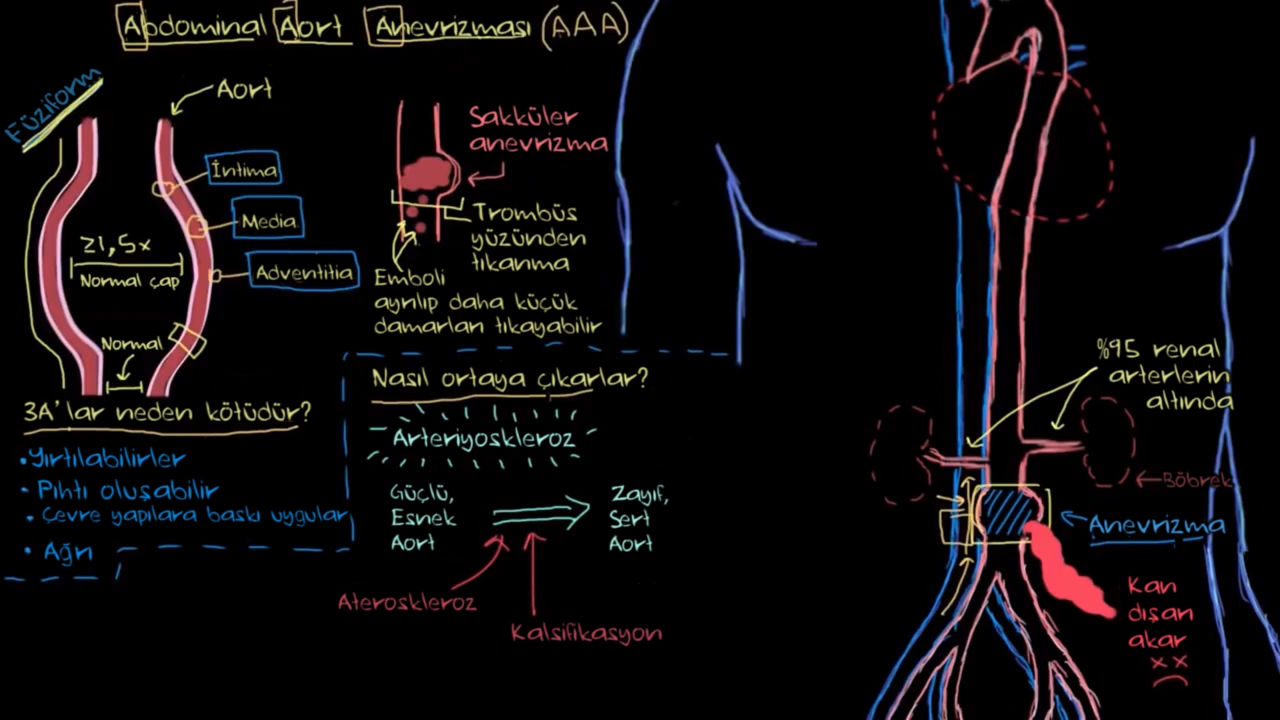 Abdominal Aort Anevrizması (AAA)
Füziform
Aort
İntima
Media
Adventitia
≥1,5x
Normal çap
Normal
Sakküler
anevrizma
Trombüs
yüzünden
tıkanma
Emboli
ayrılıp daha küçük
damarları tıkayabilir
3A'lar neden kötüdür?
•Yırtılabilirler
• Pıhtı oluşabilir
• Çevre yapılara baskı uygular
• Ağrı
Nasıl ortaya çıkarlar?
Arteriyoskleroz
Güçlü,
Esnek
Aort
Zayıf,
Sert
Aort
Ateroskleroz
Kalsifikasyon
%95 renal
arterlerin
altında
Böbrek
Anevrizma
Kan
dışarı
akar